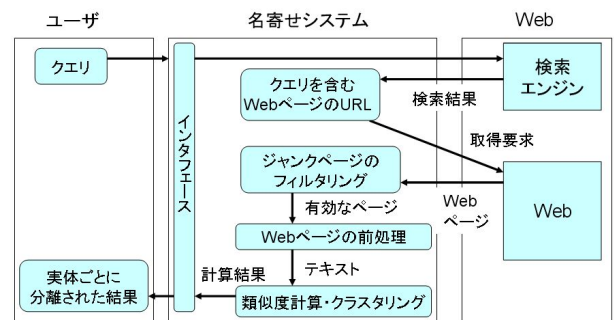 ユーザ
名寄せシステム
Web
クエリ
インタフェース
クエリを含む
WebページのURL
検索結果
検索
エンジン
取得要求
ジャンクページの
フィルタリング
Web
ページ
Web
有効なページ
Webページの前処理
テキスト
類似度計算・クラスタリング
計算結果
実体ごとに
分離された結果